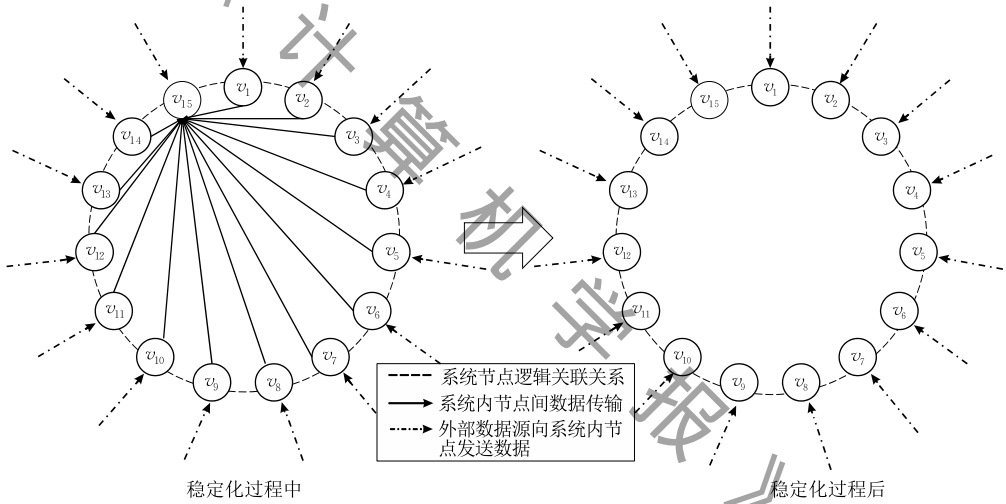 v1
v2
v3
v4
v5
v6
v7
v8
v9
v10
v11
v12
v13
v14
v15
v1
v2
v3
v4
v5
v6
v7
v8
v9
v10
v11
v12
v13
v14
v15
系统节点逻辑关联关系
系统内节点间数据传输
外部数据源向系统内节
点发送数据
稳定化过程中
稳定化过程后
计算机学报》